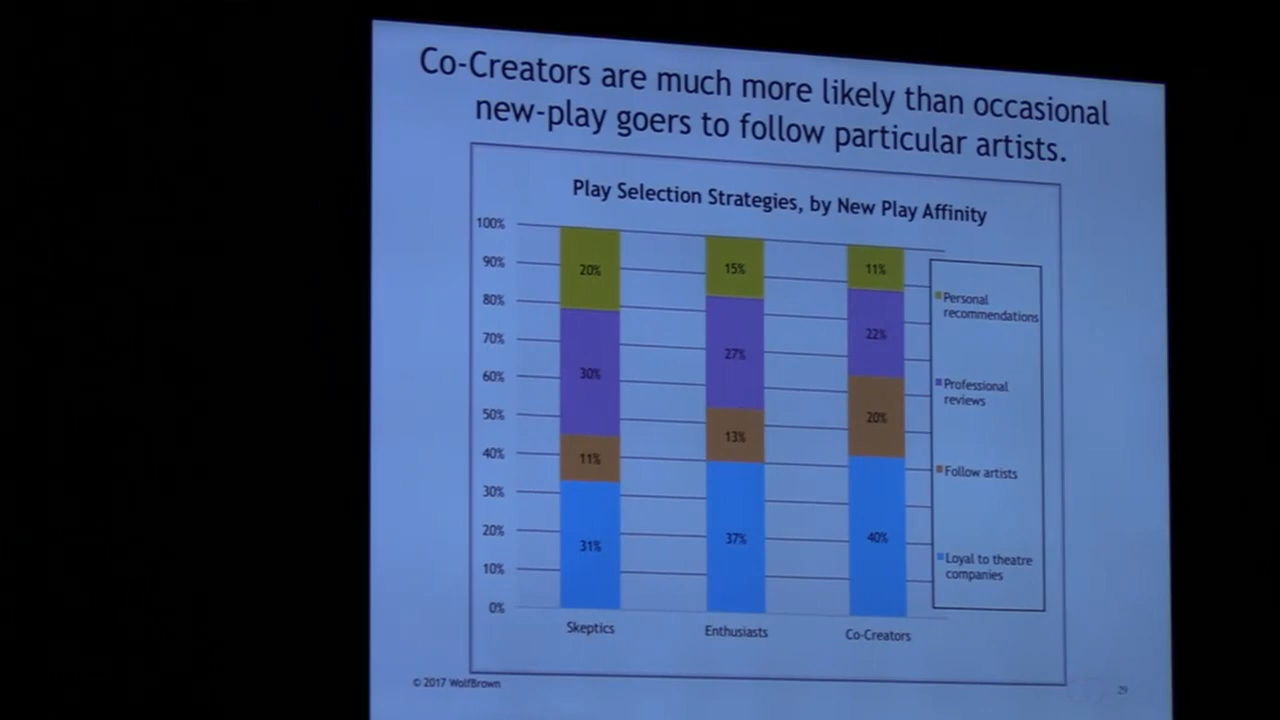 Co-Creators are much more likely than occasional
new-play goers to follow particular artists.
Play Selection Strategies, by New Play Affinity
100%
90%
80%
70%
60%
50%
40%
30%
20%
10%
0%
20%
30%
11%
31%
15%
27%
13%
37%
11%
22%
20%
40%
Skeptics
Enthusiasts
Co-Creators
Personal
recommendations
Professional
reviews
Follow artists
Loyal to theatre
companies
© 2017 WolfBrown
29